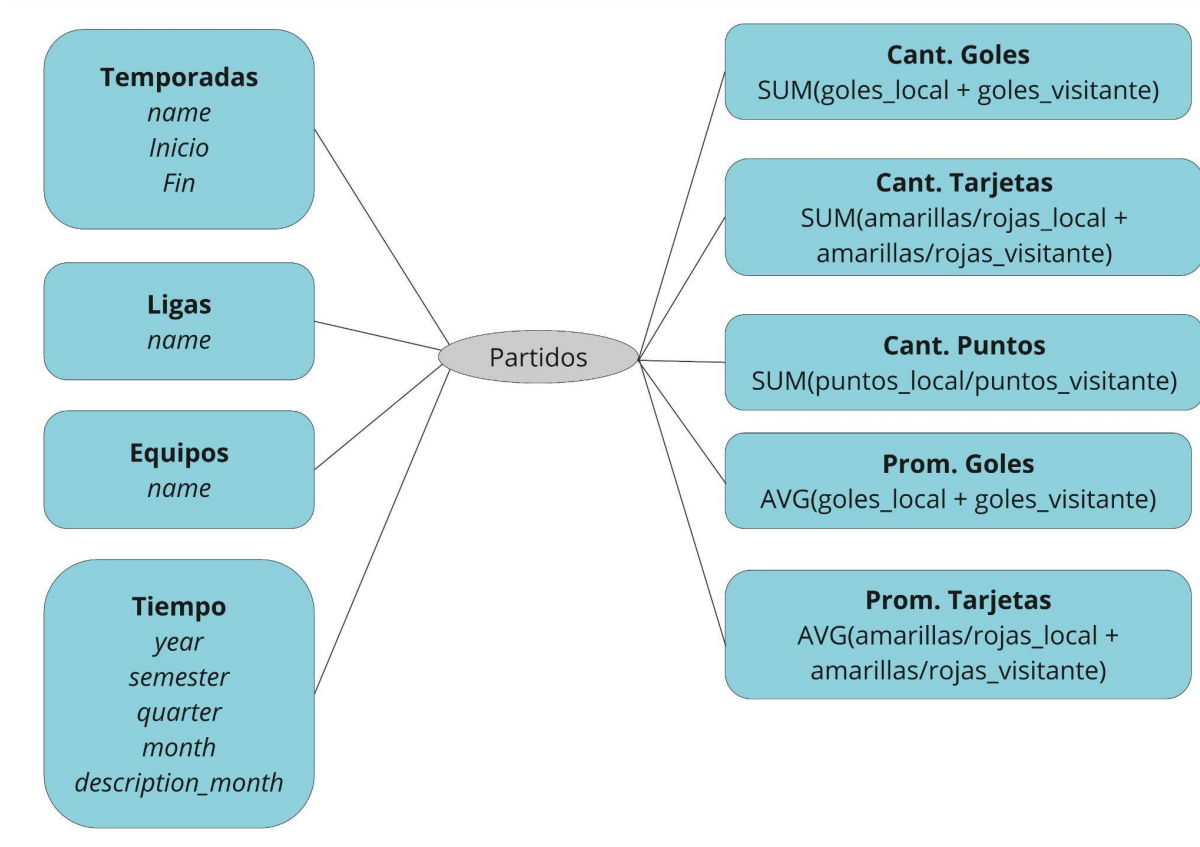 Temporadas
name
Inicio
Fin
Ligas
name
Equipos
name
Tiempo
year
semester
quarter
month
description_month
Partidos
Cant. Goles
SUM(goles_local + goles_visitante)
Cant. Tarjetas
SUM(amarillas/rojas_local +
amarillas/rojas_visitante)
Cant. Puntos
SUM(puntos_local/puntos_visitante)
Prom. Goles
AVG(goles_local + goles_visitante)
Prom. Tarjetas
AVG(amarillas/rojas_local +
amarillas/rojas_visitante)